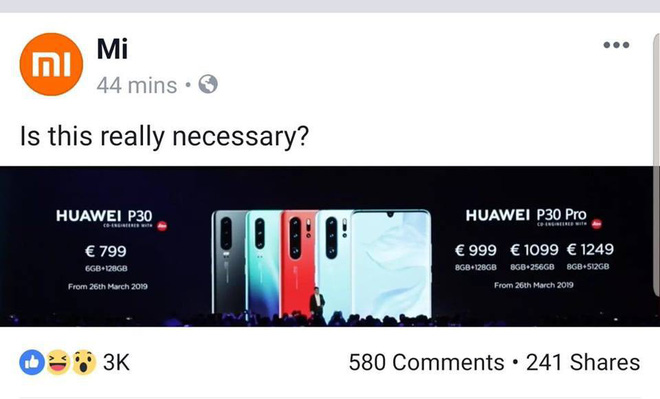 mi
Mi
44 mins •
Is this really necessary?
HUAWEI P30
CO-ENGINEERED WITH
€ 799
6GB+128GB
From 26th March 2019
HUAWEI P30 Pro
CO-ENGINEERED WITH
€ 999 € 1099 € 1249
8GB+128GB 8GB+256GB 8GB+512GB
From 26th March 2019
3K
580 Comments • 241 Shares